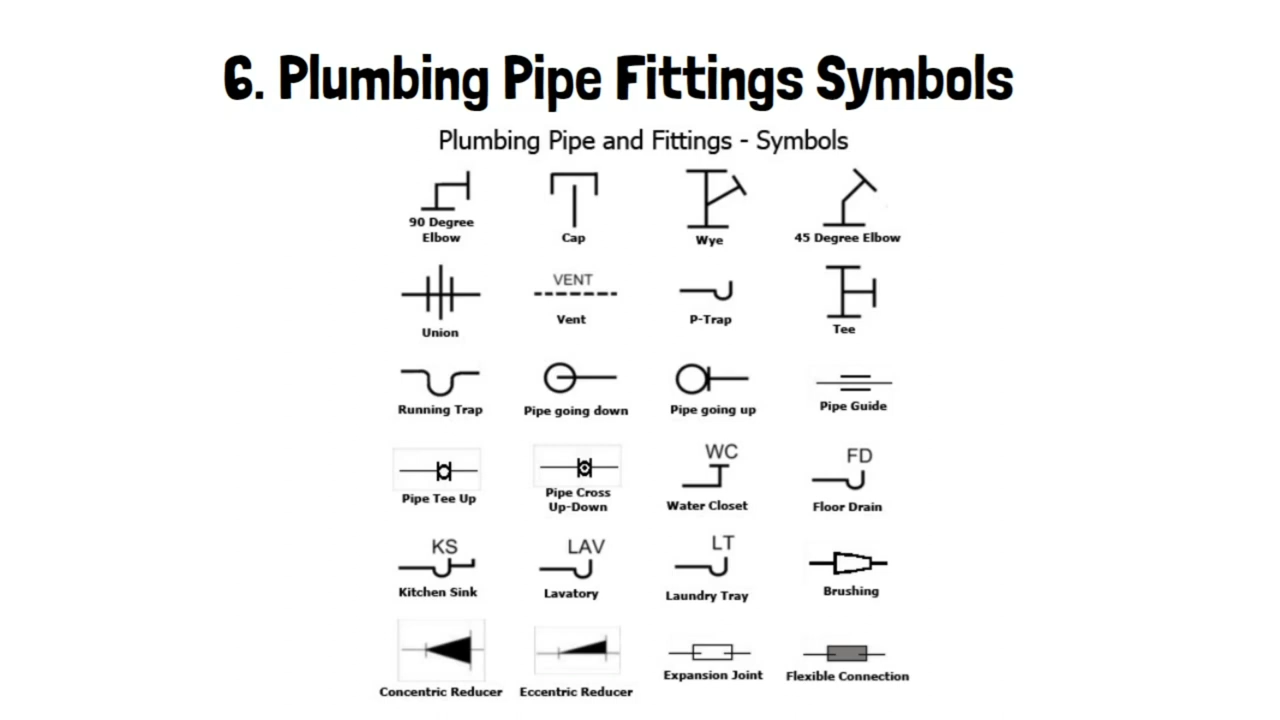 6. Plumbing Pipe Fittings Symbols
Plumbing Pipe and Fittings - Symbols
90 Degree
Elbow
Cap
Wye
45 Degree Elbow
Union
VENT
Vent
P-Trap
Tee
Running Trap
Pipe going down
Pipe going up
Pipe Guide
Pipe Tee Up
Pipe Cross
Up-Down
WC
Water Closet
FD
Floor Drain
KS
Kitchen Sink
LAV
Lavatory
LT
Laundry Tray
Brushing
Concentric Reducer
Eccentric Reducer
Expansion Joint
Flexible Connection